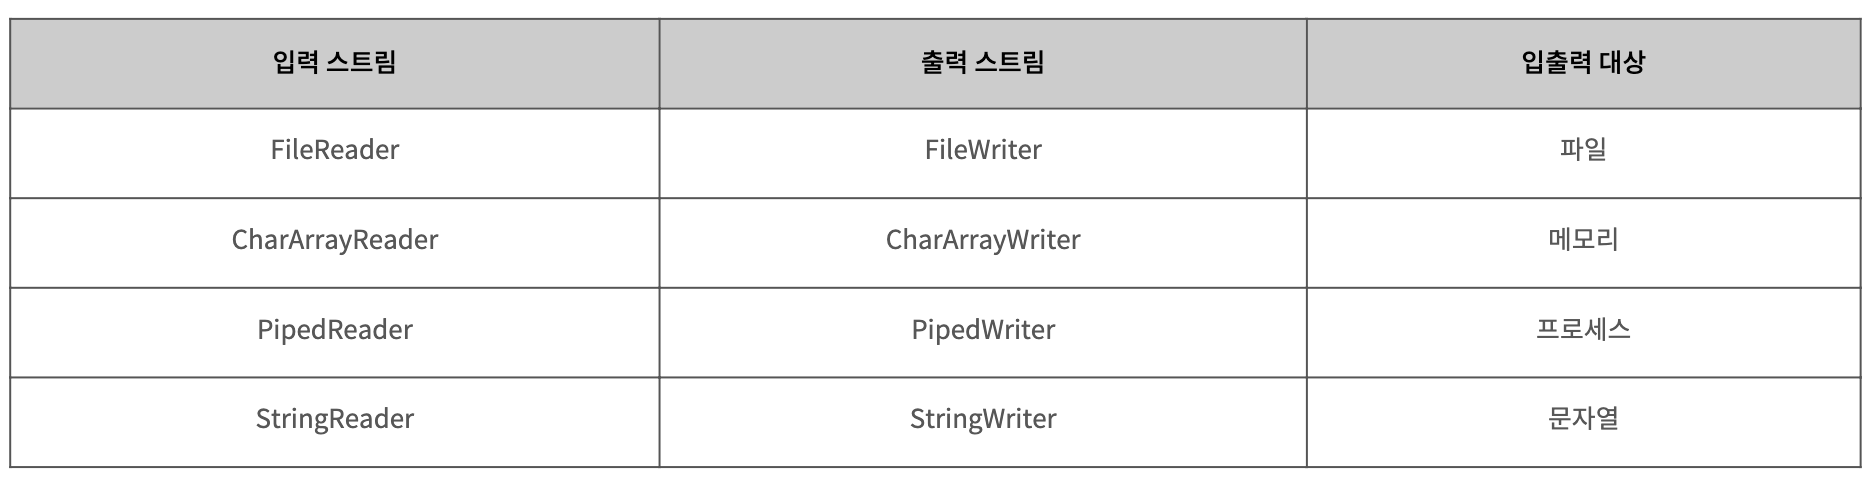 입력 스트림 출력 스트림 입출력 대상
FileReader FileWriter 파일
CharArrayReader CharArrayWriter 메모리
PipedReader PipedWriter 프로세스
StringReader StringWriter 문자열